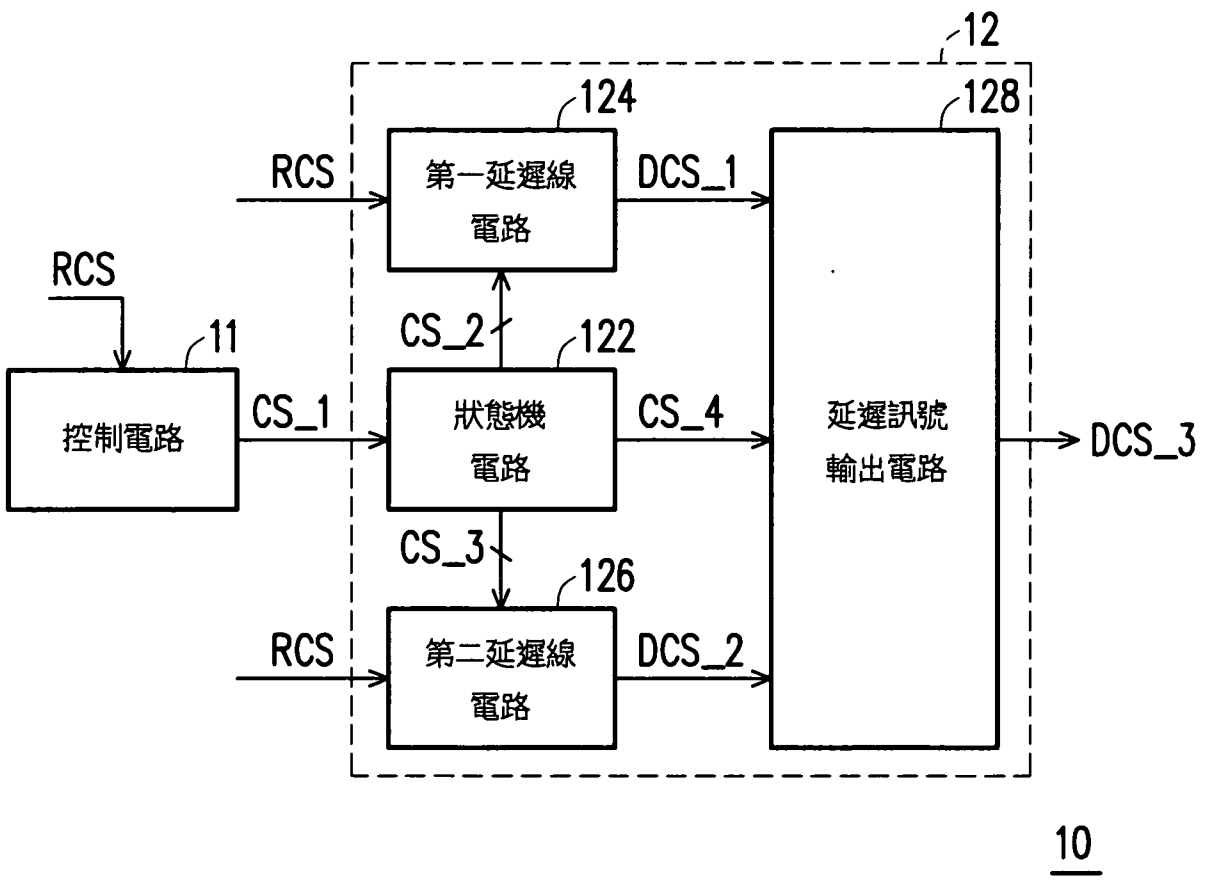 12
124
128
RCS
第一延遲線
電路
DCS_1
RCS
CS_2
11
122
控制電路
CS_1
狀態機
電路
CS_4
延遲訊號
輸出電路
DCS_3
CS_3
126
RCS
第二延遲線
電路
DCS_2
10